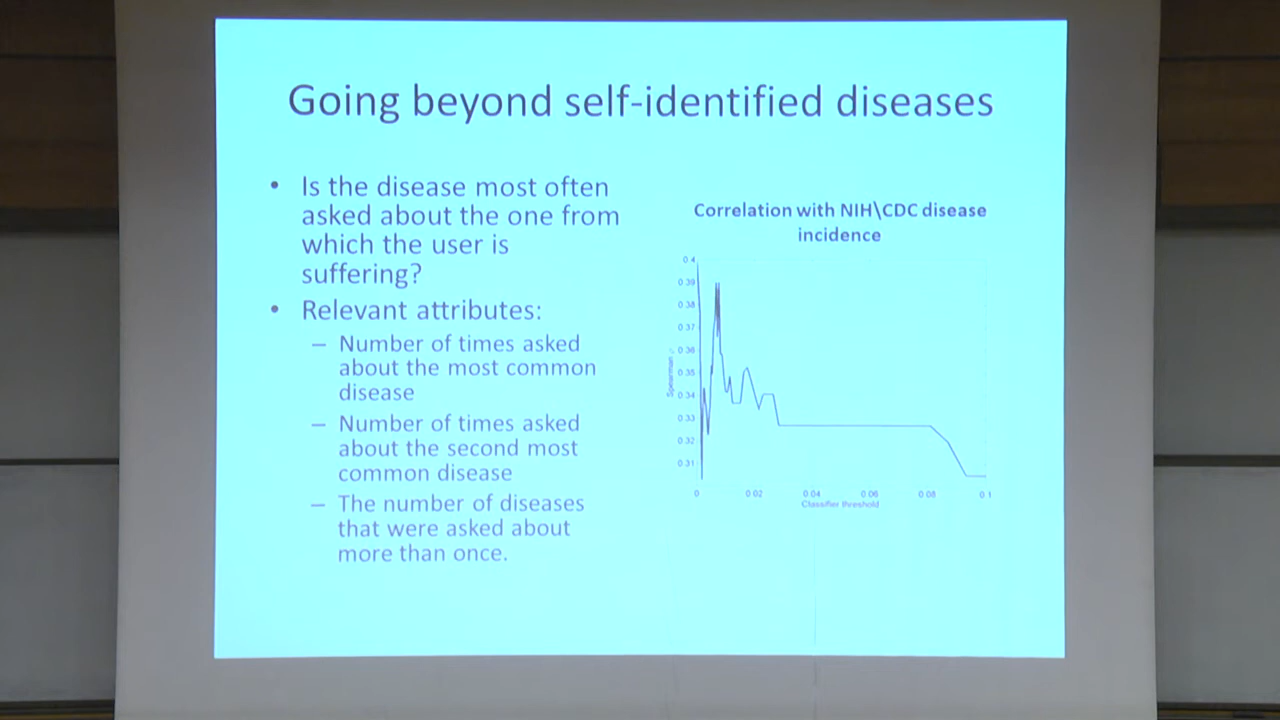 Going beyond self-identified diseases
• Is the disease most often
asked about the one from
which the user is
suffering?
• Relevant attributes:
– Number of times asked
about the most common
disease
– Number of times asked
about the second most
common disease
– The number of diseases
that were asked about
more than once.
Correlation with NIH\CDC disease
incidence
0.4
0.39
0.38
0.37
0.36
0.35
0.34
0.33
0.32
0.31
Spearman
0 0.02 0.04 0.06 0.08 0.1
Classifier threshold